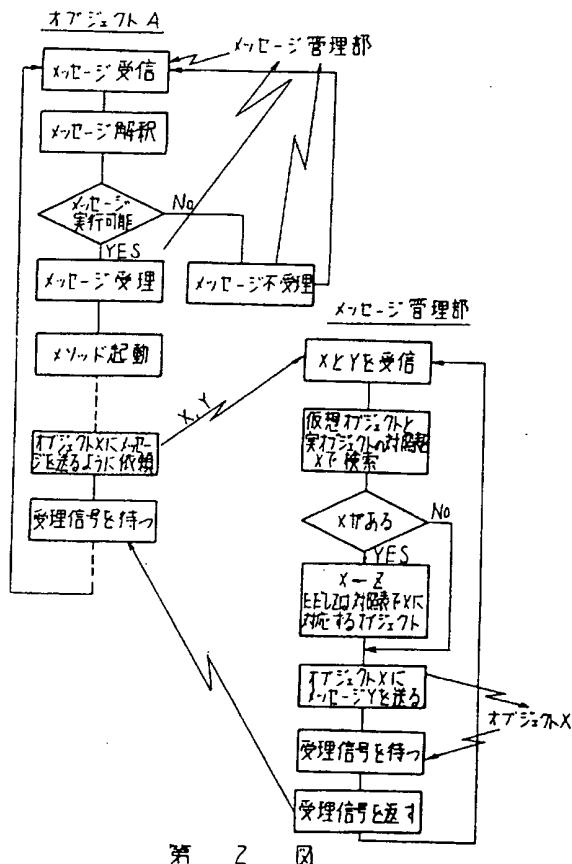 オブジェクトA
メッセージ管理部
メッセージ受信
メッセージ解釈
メッセージ
実行可能
No
YES
メッセージ受理
メッセージ不受理
メソッド起動
オブジェクトXにメッセー
ジを送るように依頼
受理信号を待つ
X,Y
メッセージ管理部
XとYを受信
仮想オブジェクトと
実オブジェクトの対照表を
Xで検索
Xがある
No
YES
X←Z
ここにZは対照表でXに
対応するオブジェクト
オブジェクトXに
メッセージYを送る
オブジェクトX
受理信号を待つ
受理信号を返す
第 2 図